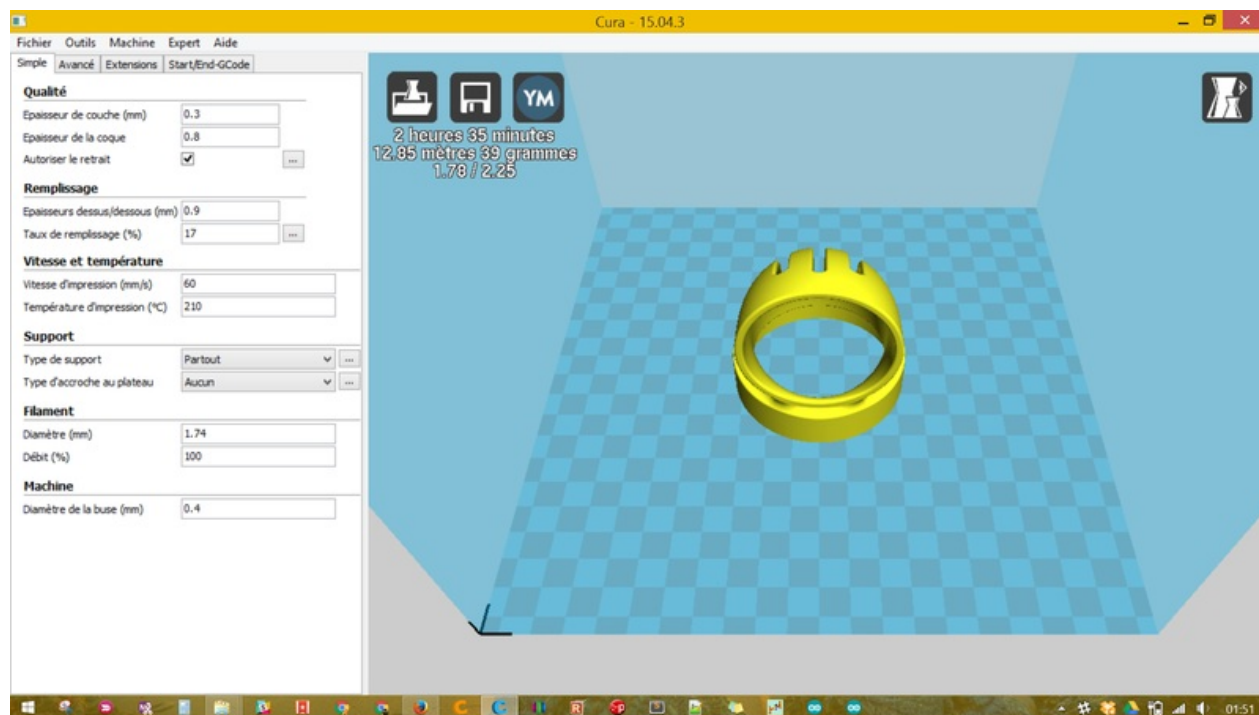 Cura - 15.04.3
Fichier Outils Machine Expert Aide
Simple Avancé Extensions Start/End-GCode
Qualité
Epaisseur de couche (mm) 0.3
Epaisseur de la coque 0.8
Autoriser le retrait ...
Remplissage
Epaisseurs dessus/dessous (mm) 0.9
Taux de remplissage (%) 17 ...
Vitesse et température
Vitesse d'impression (mm/s) 60
Température d'impression (°C) 210
Support
Type de support Partout ...
Type d'accroche au plateau Aucun ...
Filament
Diamètre (mm) 1.74
Débit (%) 100
Machine
Diamètre de la buse (mm) 0.4
YM
2 heures 35 minutes
12.85 mètres 39 grammes
1.78 / 2.25
01:51